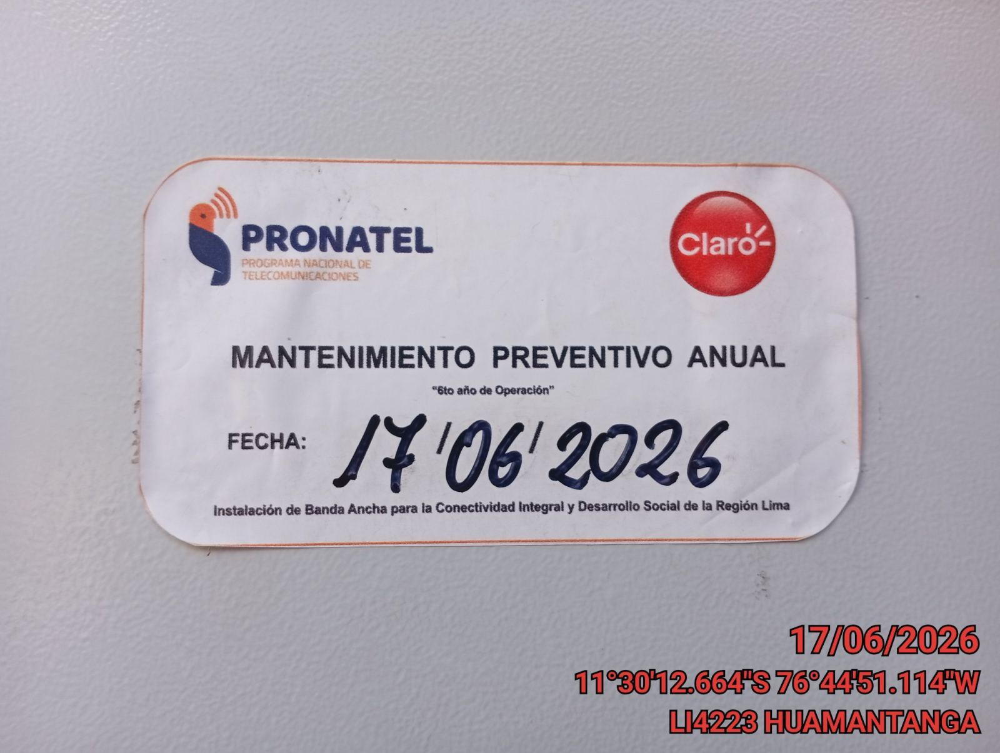 PRONATEL
PROGRAMA NACIONAL DE
TELECOMUNICACIONES
Claro
MANTENIMIENTO PREVENTIVO ANUAL
"6to año de Operación"
FECHA: 17/06/2026
Instalación de Banda Ancha para la Conectividad Integral y Desarrollo Social de la Región Lima
17/06/2026
11°30'12.664"S 76°44'51.114"W
LI4223 HUAMANTANGA